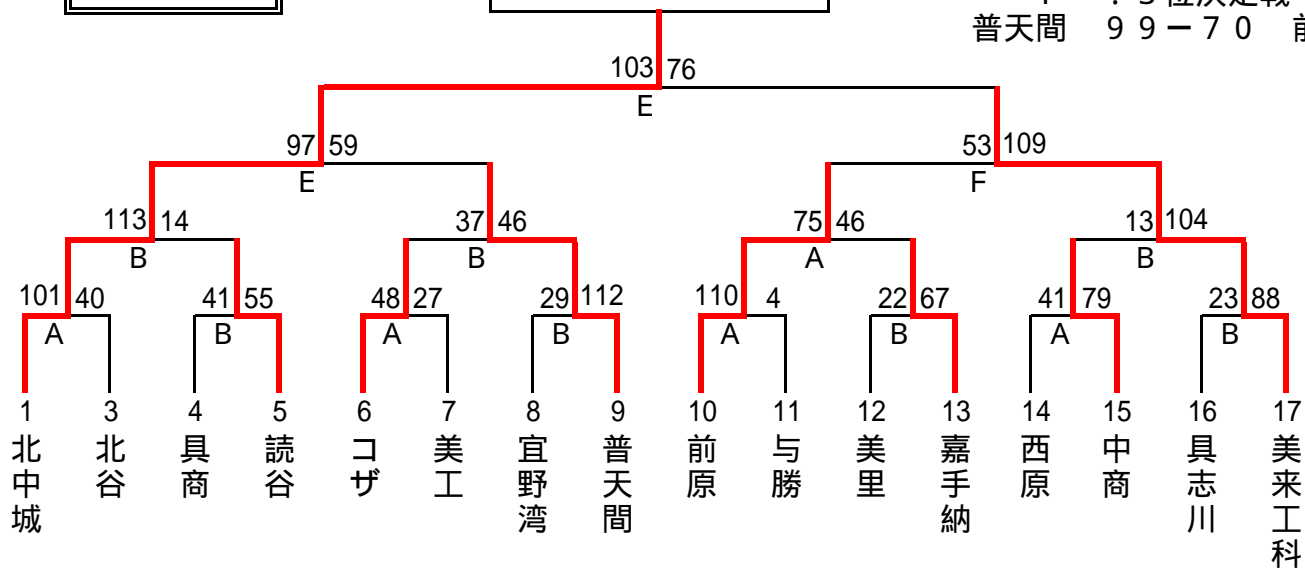 普天間 99ー70
103 76
E
97 59
E
53 109
F
113 14
B
37 46
B
75 46
A
13 104
B
101 40
A
41 55
B
48 27
A
29 112
B
110 4
A
22 67
B
41 79
A
23 88
B
1 3 4 5 6 7 8 9 10 11 12 13 14 15 16 17
北中城
北谷
具商
読谷
コザ
美工
宜野湾
普天間
前原
与勝
美里
嘉手納
西原
中商
具志川
美来工科